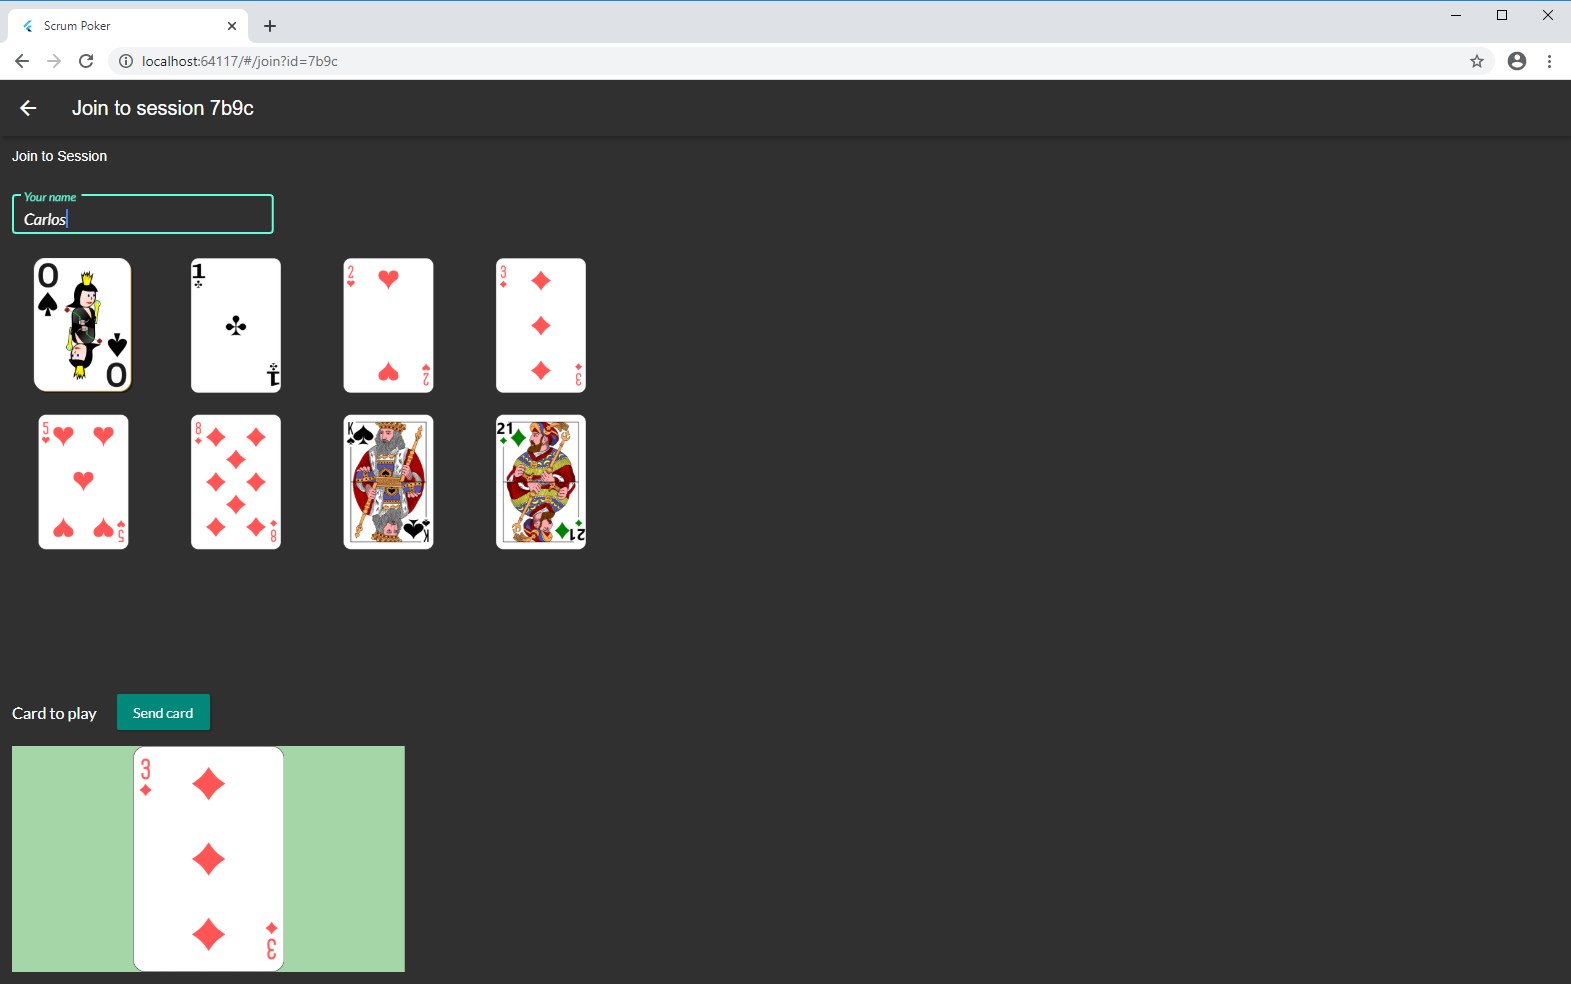 Scrum Poker
localhost:64117/#/join?id=7b9c
Join to session 7b9c
Join to Session
Your name
Carlos
0
0
1
1
2
2
3
3
5
5
8
8
K
K
21
21
Card to play
Send card
3
3